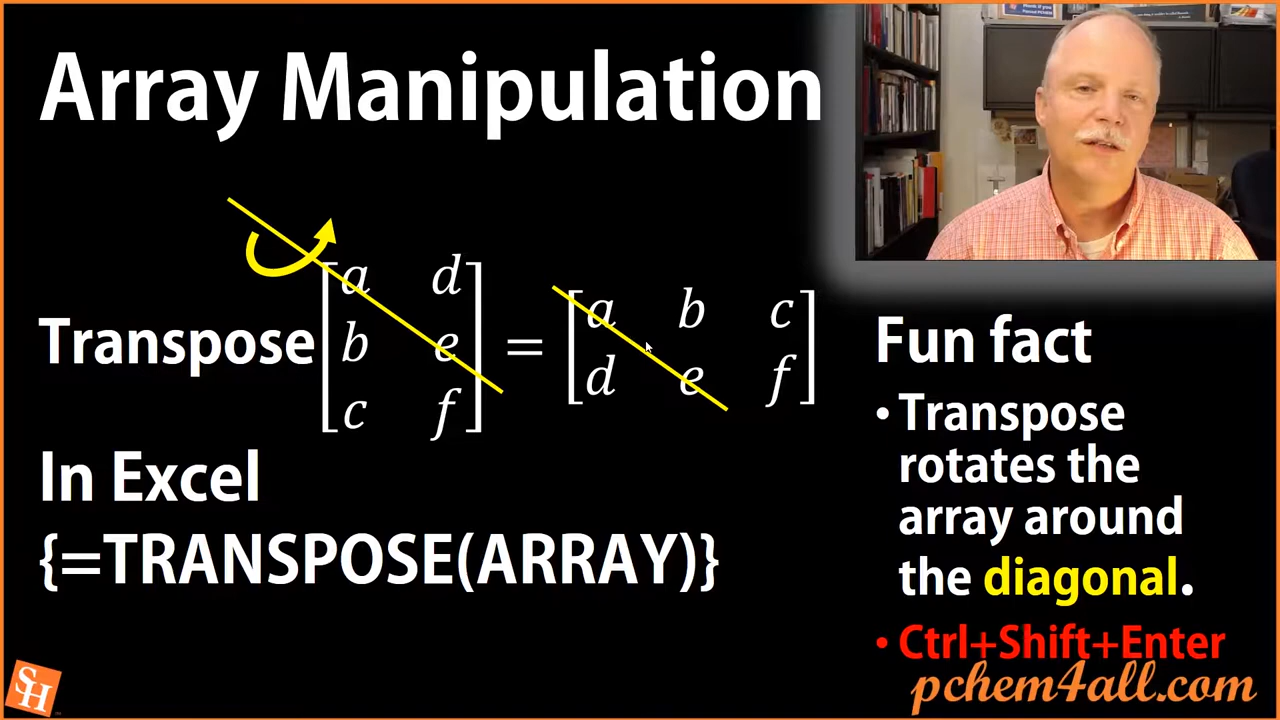 Array Manipulation
Transpose [a d
b e
c f] = [a b c
d e f]
In Excel
{=TRANSPOSE(ARRAY)}
Fun fact
• Transpose
rotates the
array around
the diagonal.
• Ctrl+Shift+Enter
pchem4all.com
SH